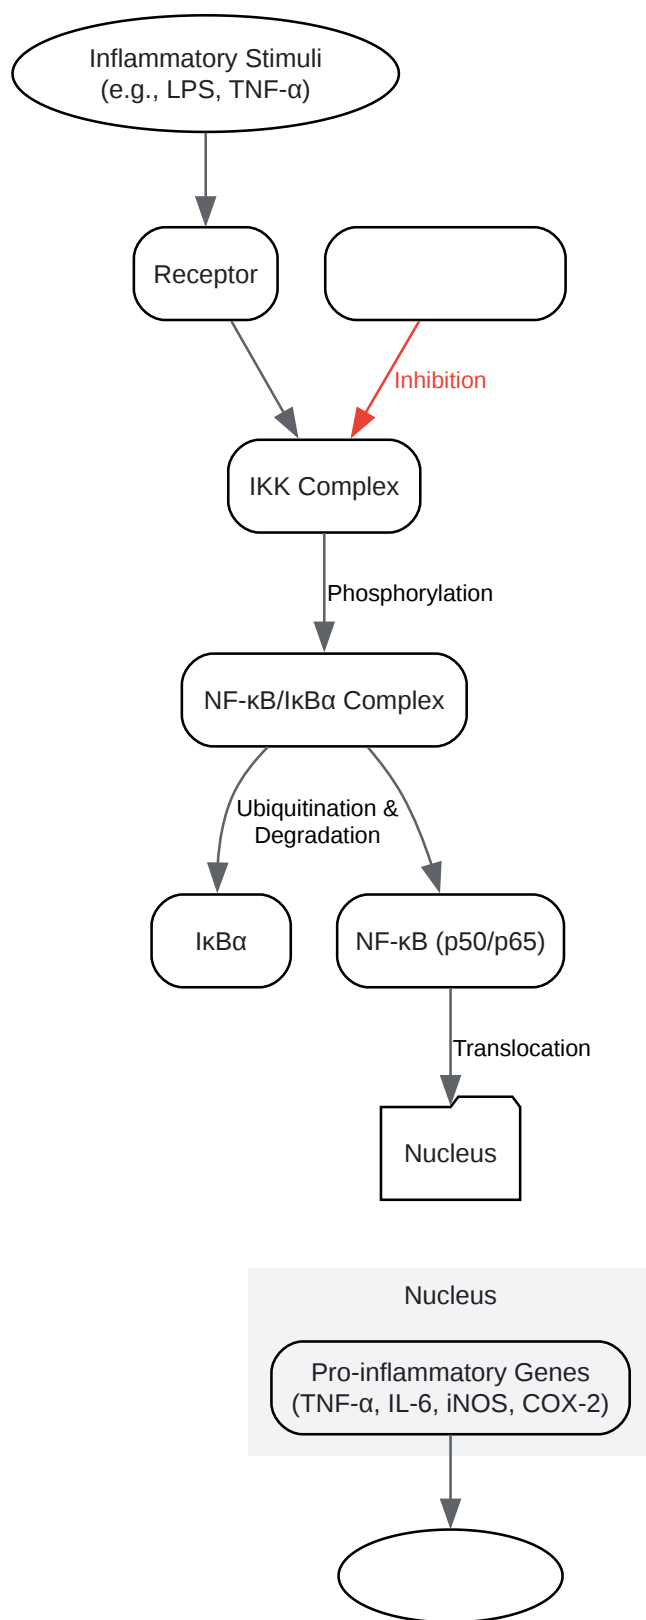 Inflammatory Stimuli
(e.g., LPS, TNF-α)
Receptor
Inhibition
IKK Complex
Phosphorylation
NF-κB/IκBα Complex
Ubiquitination &
Degradation
IκBα
NF-κB (p50/p65)
Translocation
Nucleus
Nucleus
Pro-inflammatory Genes
(TNF-α, IL-6, iNOS, COX-2)